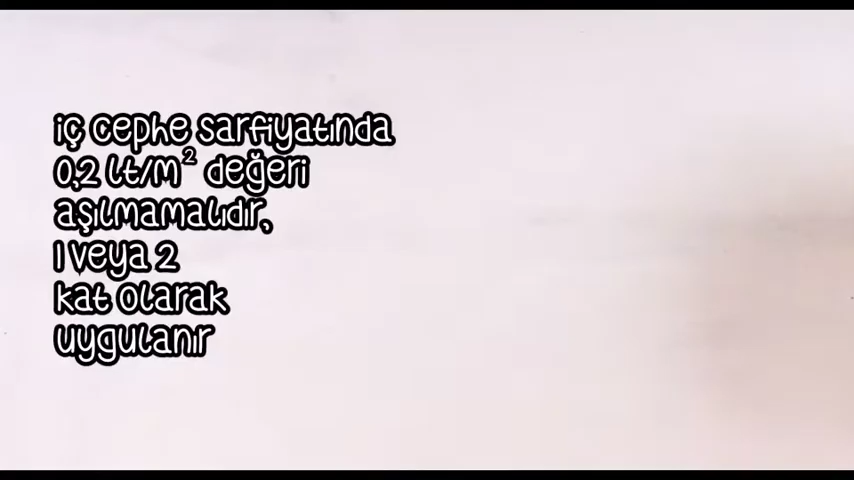 iç cephe sarfiyatında
0,2 lt/m² değeri
aşılmamalıdır,
1 veya 2
kat olarak
uygulanır